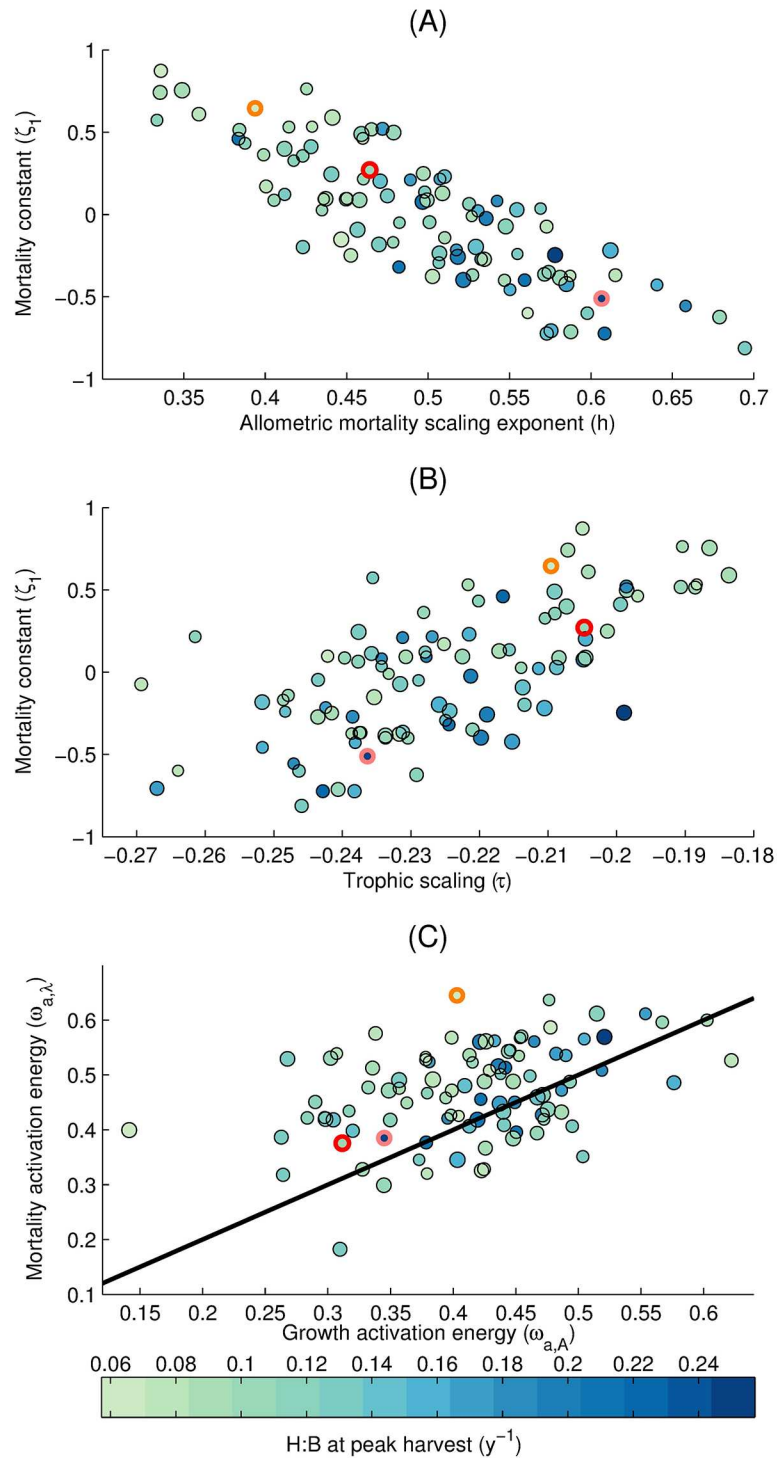 (A)
1
0.5
0
−0.5
−1
Mortality constant (ζ1)
0.35 0.4 0.45 0.5 0.55 0.6 0.65 0.7
Allometric mortality scaling exponent (h)
(B)
1
0.5
0
−0.5
−1
Mortality constant (ζ1)
−0.27 −0.26 −0.25 −0.24 −0.23 −0.22 −0.21 −0.2 −0.19 −0.18
Trophic scaling (τ)
(C)
0.6
0.5
0.4
0.3
0.2
0.1
Mortality activation energy (ωa,λ)
0.15 0.2 0.25 0.3 0.35 0.4 0.45 0.5 0.55 0.6
Growth activation energy (ωa,A)
0.06 0.08 0.1 0.12 0.14 0.16 0.18 0.2 0.22 0.24
H:B at peak harvest (y−1)